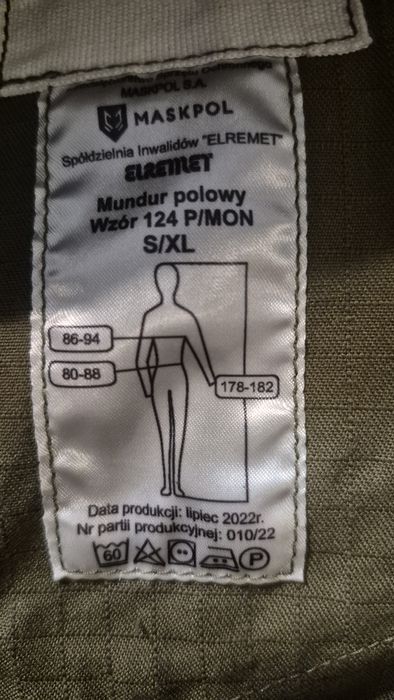 MASKPOL S.A.
MASKPOL
Spółdzielnia Inwalidów "ELREMET"
ELREMET
Mundur polowy
Wzór 124 P/MON
S/XL
86-94
80-88
178-182
Data produkcji: lipiec 2022r.
Nr partii produkcyjnej: 010/22
60
P